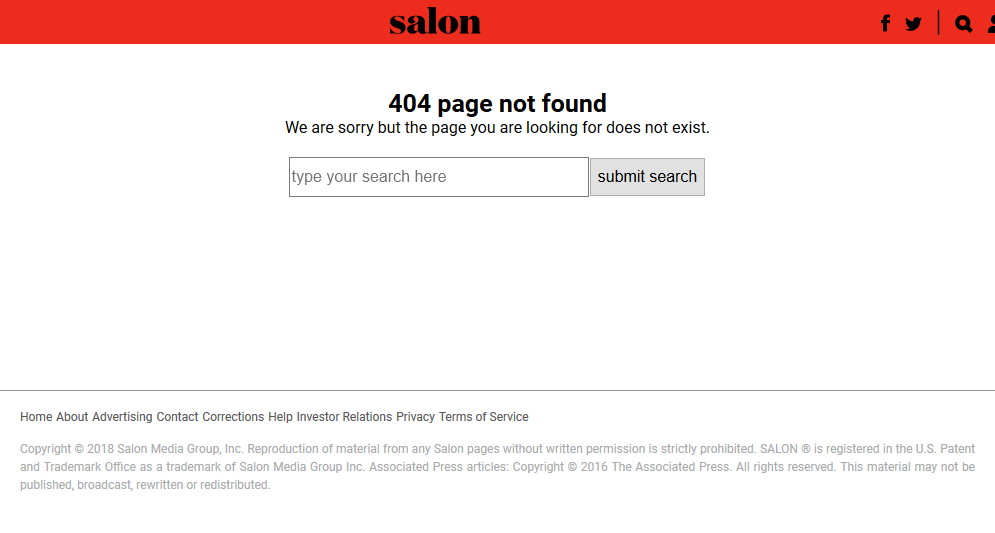 salon
404 page not found
We are sorry but the page you are looking for does not exist.
type your search here
submit search
Home About Advertising Contact Corrections Help Investor Relations Privacy Terms of Service
Copyright © 2018 Salon Media Group, Inc. Reproduction of material from any Salon pages without written permission is strictly prohibited. SALON ® is registered in the U.S. Patent
and Trademark Office as a trademark of Salon Media Group Inc. Associated Press articles: Copyright © 2016 The Associated Press. All rights reserved. This material may not be
published, broadcast, rewritten or redistributed.